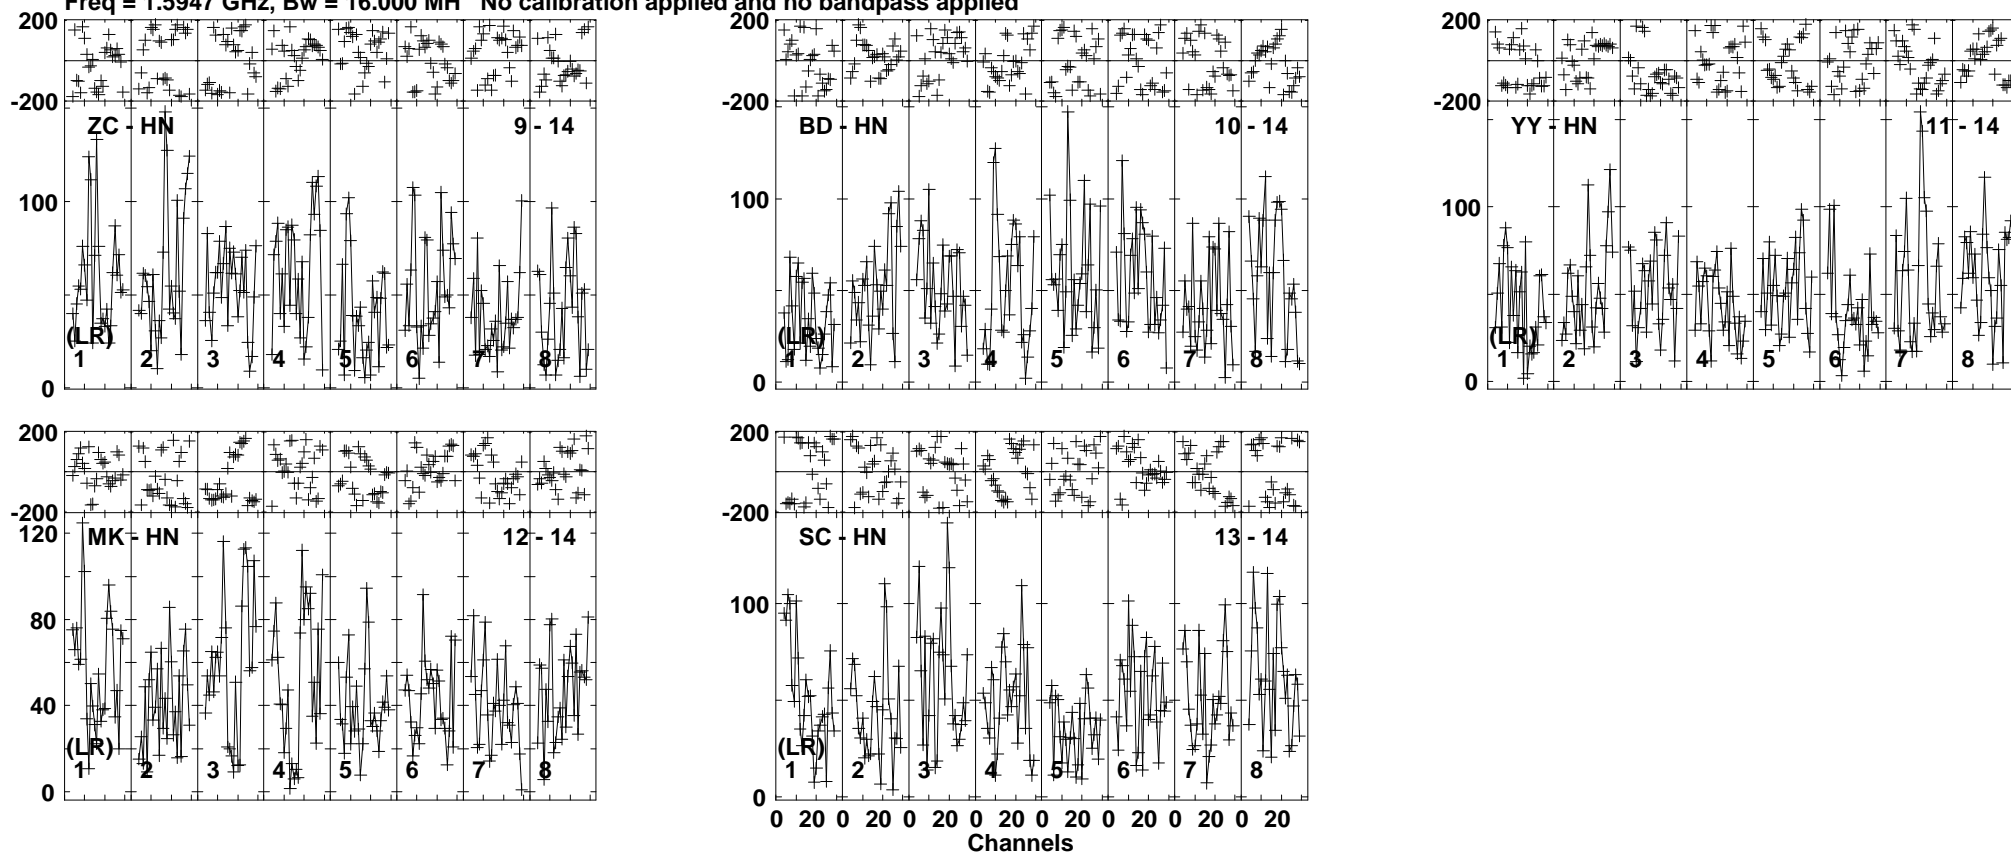 Freq = 1.5947 GHz, Bw = 16.000 MH No calibration applied and no bandpass applied
200 200 200
-200 -200 -200
ZC - HN 9 - 14 BD - HN 10 - 14 YY - HN 11 - 14
100 100 100
(LR) (LR) (LR)
1 2 3 4 5 6 7 8 1 2 3 4 5 6 7 8 1 2 3 4 5 6 7 8
0 0 0
200 200
-200 -200
120 MK - HN 12 - 14 SC - HN 13 - 14
100
80
40
(LR) (LR)
1 2 3 4 5 6 7 8 1 2 3 4 5 6 7 8
0 0
0 20 0 20 0 20 0 20 0 20 0 20 0 20 0 20
Channels